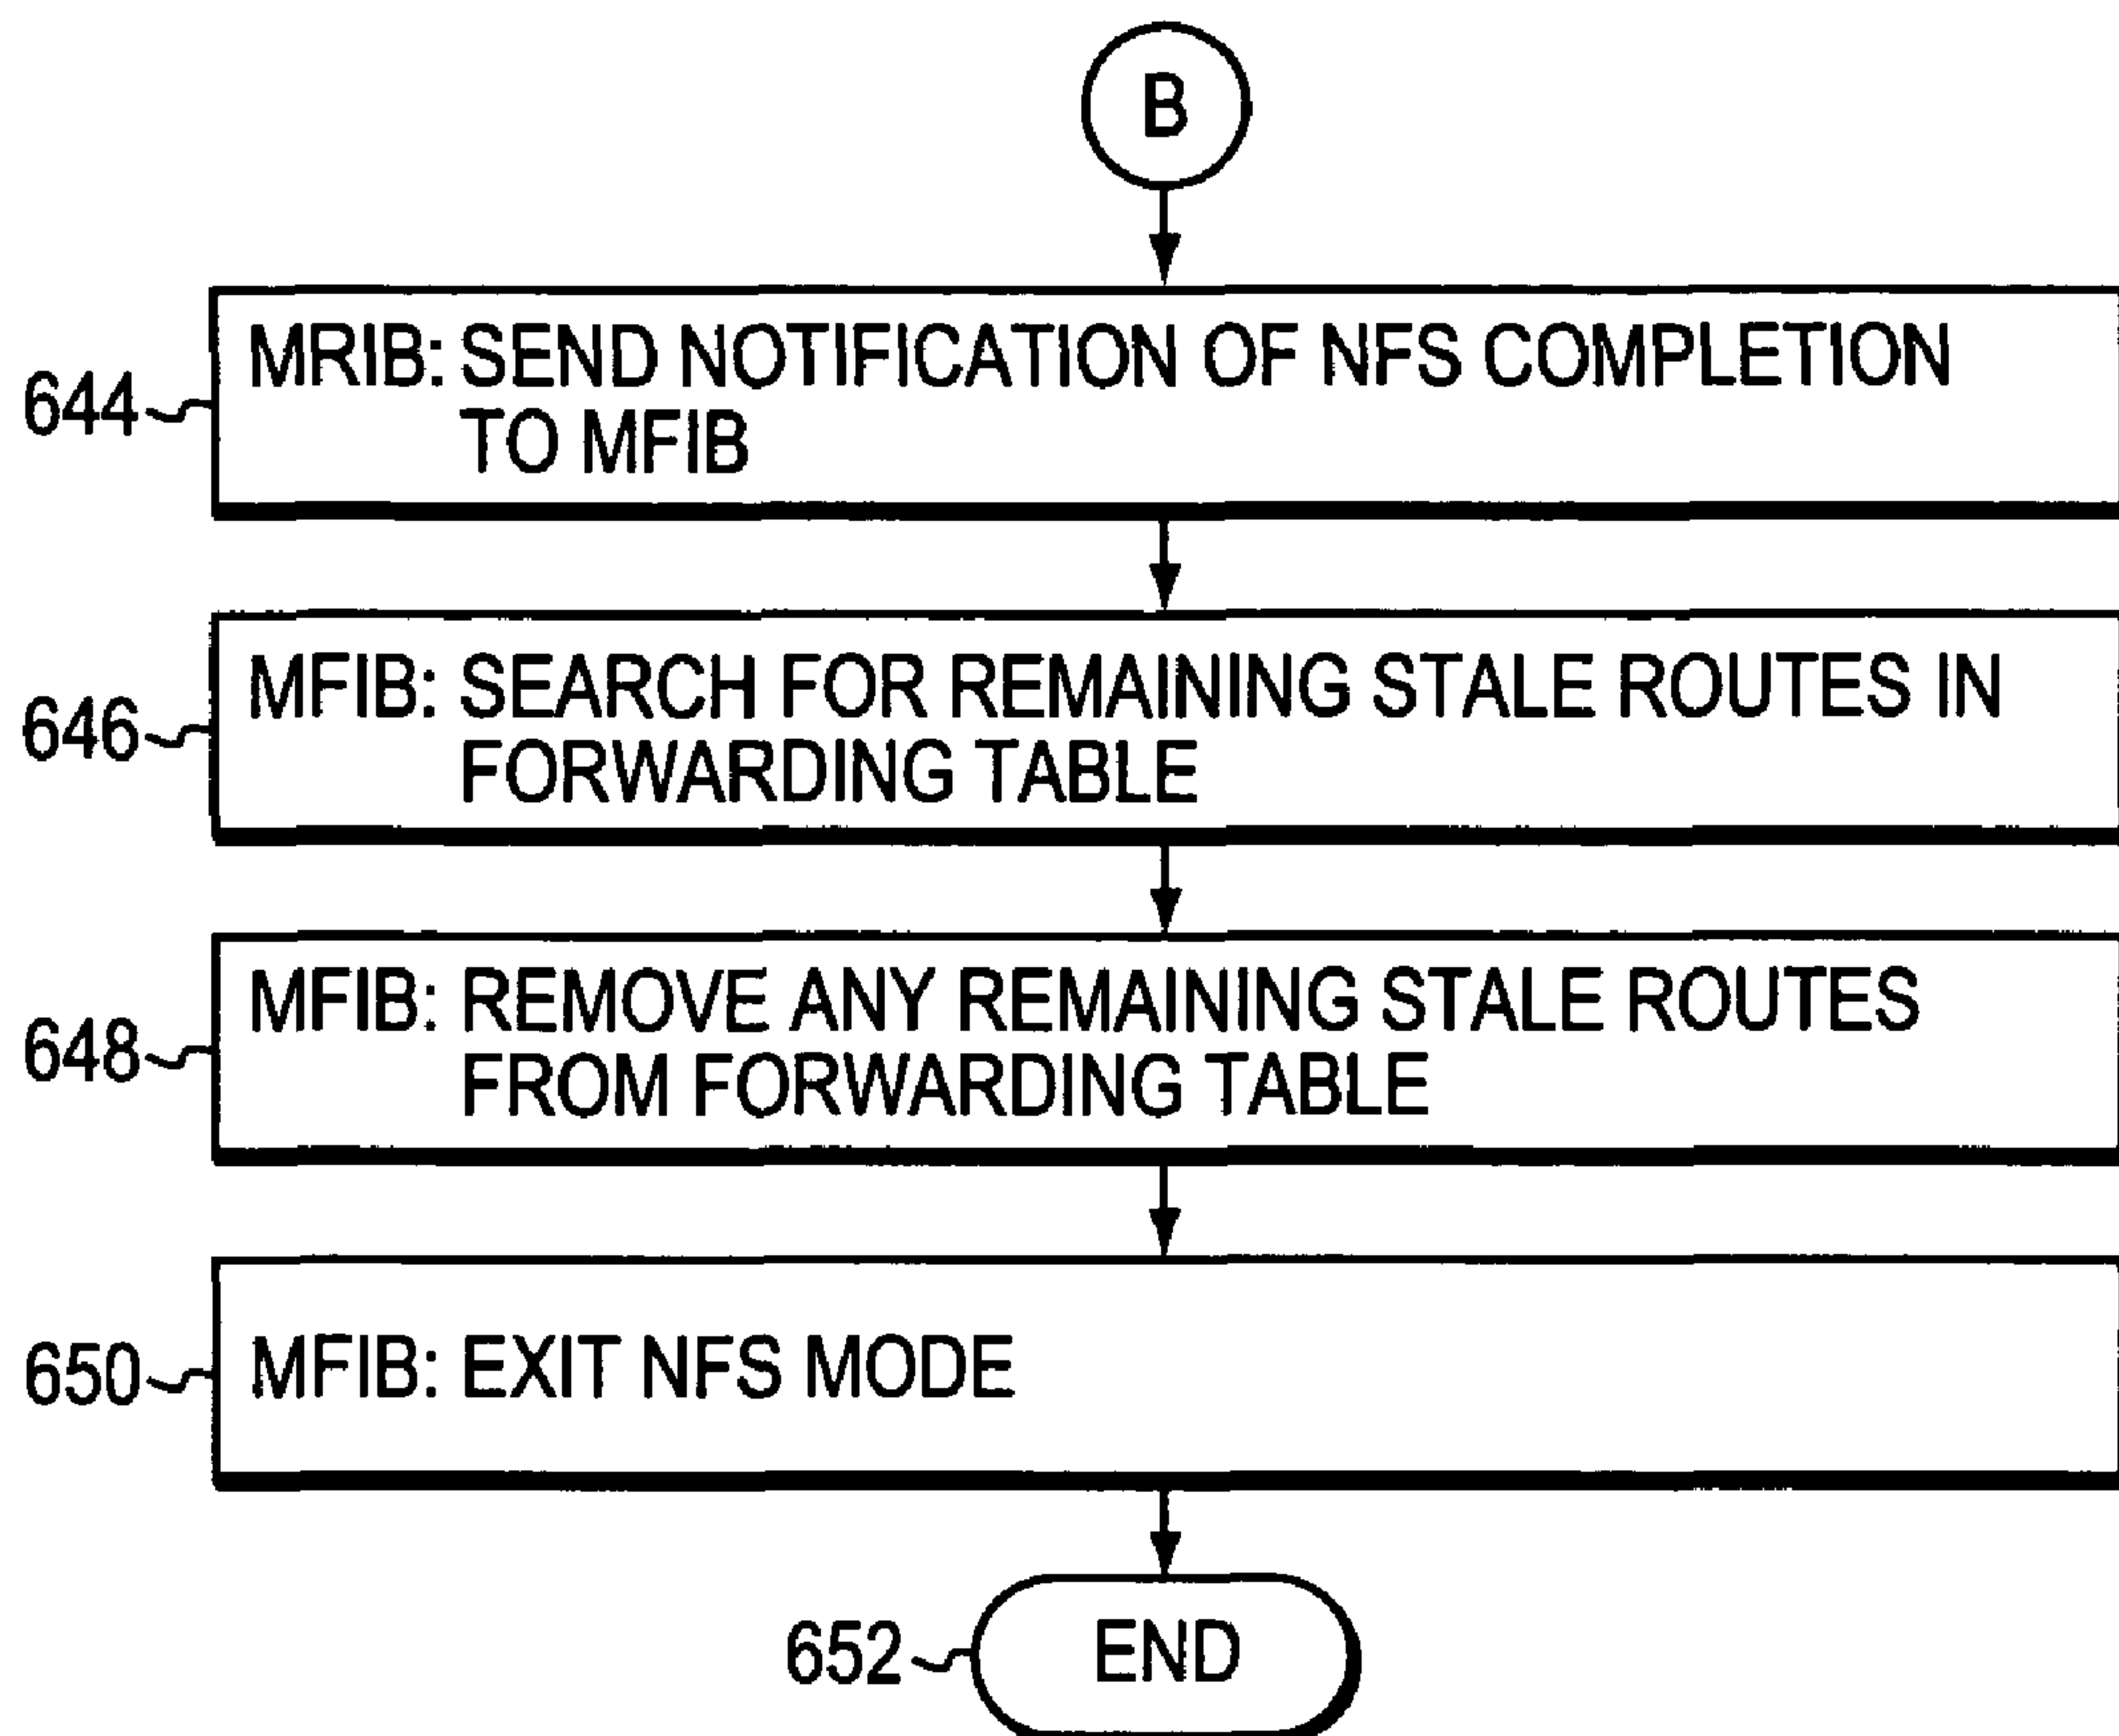 B
644
MRIB: SEND NOTIFICATION OF NFS COMPLETION
TO MFIB
646
MFIB: SEARCH FOR REMAINING STALE ROUTES IN
FORWARDING TABLE
648
MFIB: REMOVE ANY REMAINING STALE ROUTES
FROM FORWARDING TABLE
650
MFIB: EXIT NFS MODE
652
END